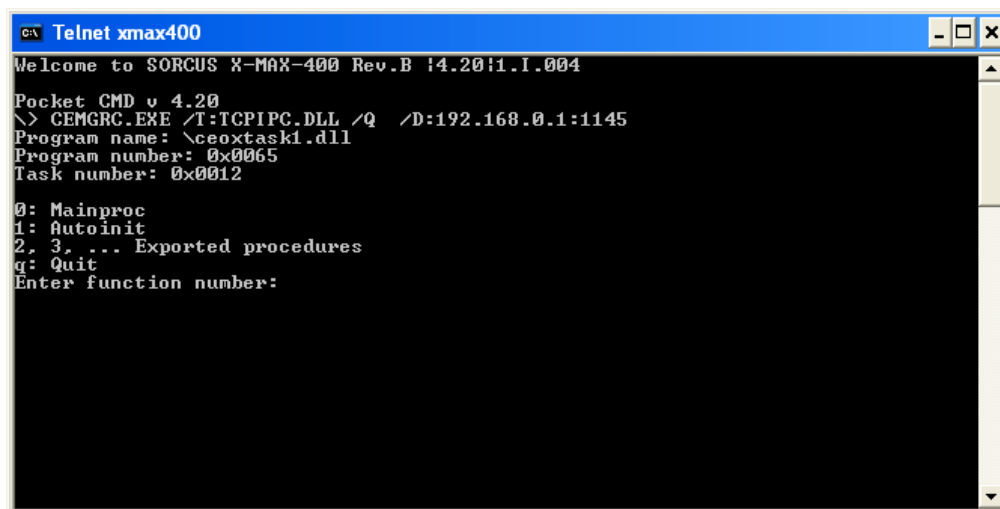 Telnet xmax400
Welcome to SORCUS X-MAX-400 Rev.B |4.20|1.I.004
Pocket CMD v 4.20
\> CEMGRC.EXE /T:TCPIPC.DLL /Q  /D:192.168.0.1:1145
Program name: \ceoxtask1.dll
Program number: 0x0065
Task number: 0x0012
0: Mainproc
1: Autoinit
2, 3, ... Exported procedures
q: Quit
Enter function number: